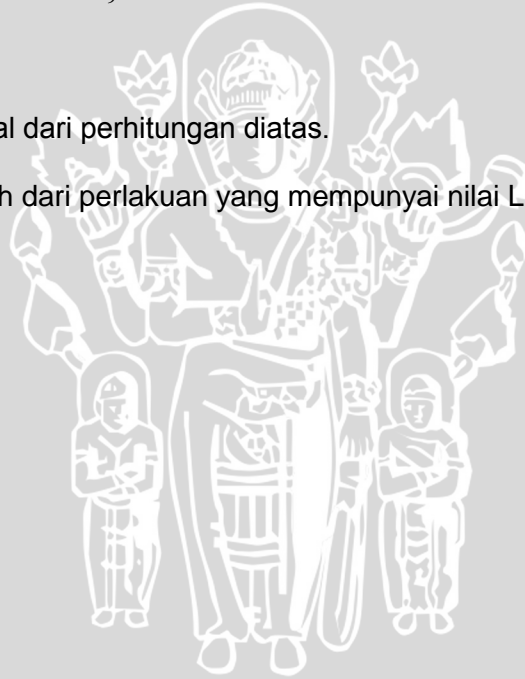 al dari perhitungan diatas.
h dari perlakuan yang mempunyai nilai L